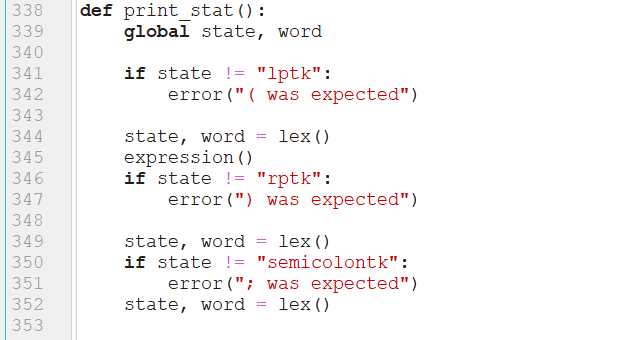 338 def print_stat():
339     global state, word
340
341     if state != "lptk":
342         error("( was expected")
343
344     state, word = lex()
345     expression()
346     if state != "rptk":
347         error(") was expected")
348
349     state, word = lex()
350     if state != "semicolontk":
351         error("; was expected")
352     state, word = lex()
353